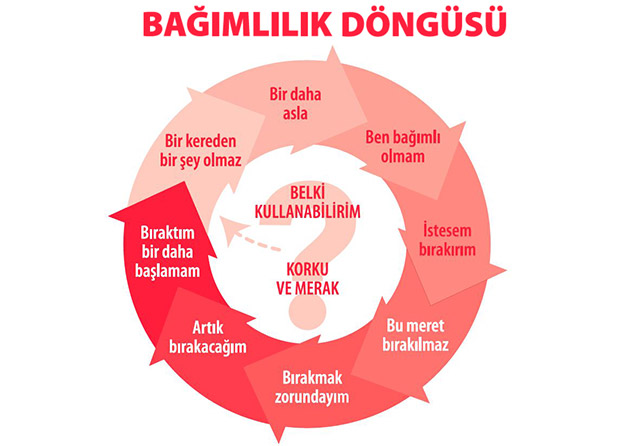 BAĞIMLILIK DÖNGÜSÜ
Bir daha
asla
Ben bağımlı
olmam
İstesem
bırakırım
Bu meret
bırakılmaz
Bırakmak
zorundayım
Artık
bırakacağım
Bıraktım
bir daha
başlamam
Bir kereden
bir şey olmaz
BELKİ
KULLANABİLİRİM
KORKU
VE MERAK